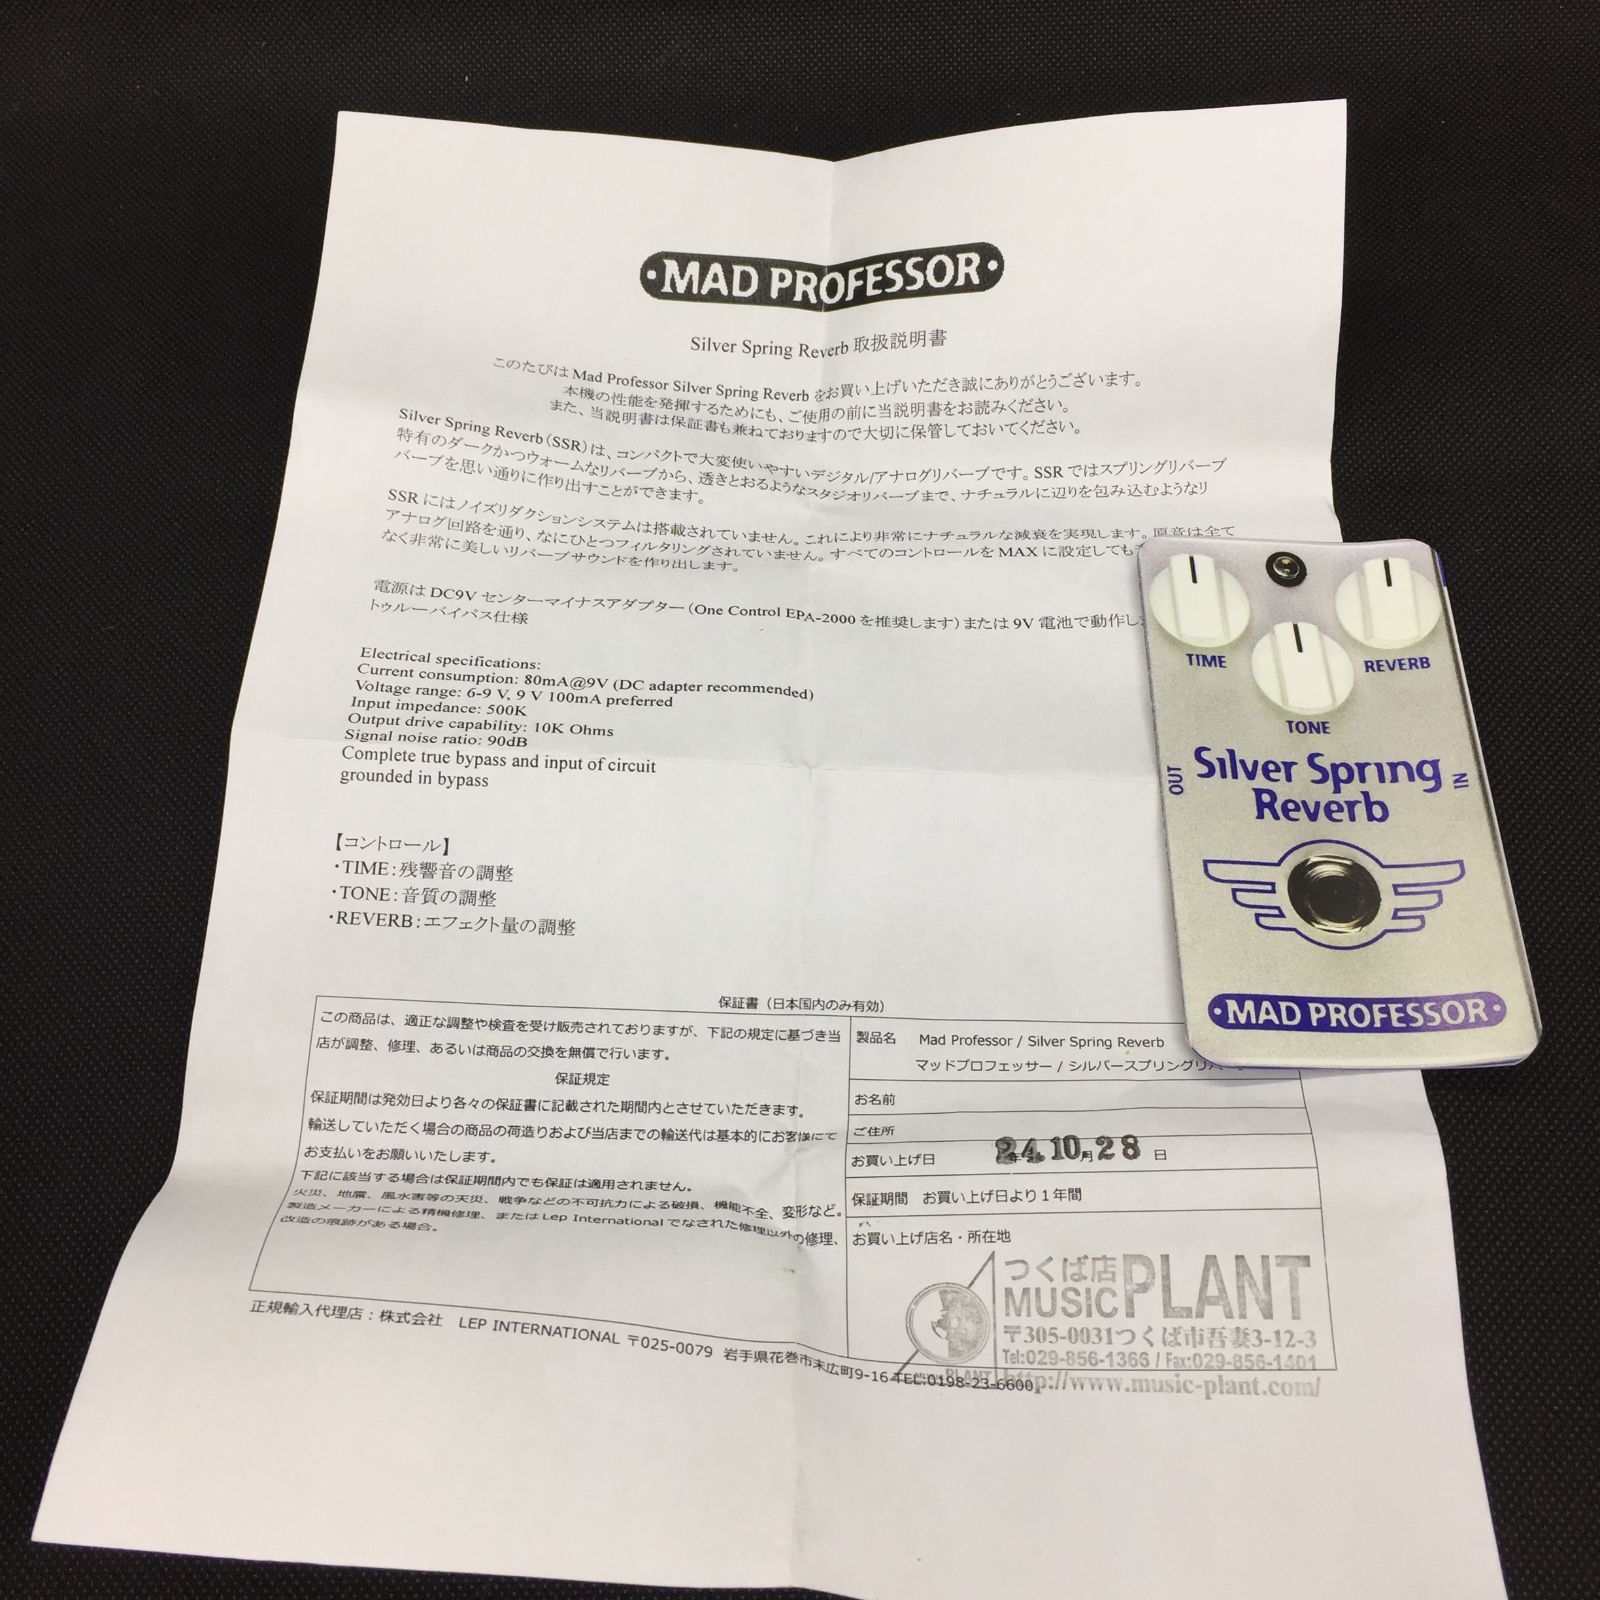 ・MAD PROFESSOR・
Silver Spring Reverb 取扱説明書
このたびは Mad Professor Silver Spring Reverb をお買い上げいただき誠にありがとうございます。
本機の性能を発揮するためにも、ご使用の前に当説明書をお読みください。
また、当説明書は保証書も兼ねておりますので大切に保管しておいてください。
Silver Spring Reverb（SSR）は、コンパクトで大変使いやすいデジタル/アナログリバーブです。SSR ではスプリングリバーブ
特有のダークかつウォームなリバーブから、透きとおるようなスタジオリバーブまで、ナチュラルに辺りを包み込むようなリ
バーブを思い通りに作り出すことができます。
SSR にはノイズリダクションシステムは搭載されていません。これにより非常にナチュラルな減衰を実現します。原音は全て
アナログ回路を通り、なにひとつフィルタリングされていません。すべてのコントロールを MAX に設定しても
なく非常に美しいリバーブサウンドを作り出します。
電源は DC9V センターマイナスアダプター（One Control EPA-2000 を推奨します）または 9V 電池で動作し
トゥルーバイパス仕様
Electrical specifications:
Current consumption: 80mA@9V (DC adapter recommended)
Voltage range: 6-9 V, 9 V 100mA preferred
Input impedance: 500K
Output drive capability: 10K Ohms
Signal noise ratio: 90dB
Complete true bypass and input of circuit
grounded in bypass
【コントロール】
・TIME：残響音の調整
・TONE：音質の調整
・REVERB：エフェクト量の調整
保証書（日本国内のみ有効）
この商品は、適正な調整や検査を受け販売されておりますが、下記の規定に基づき当
店が調整、修理、あるいは商品の交換を無償で行います。
保証規定
保証期間は発効日より各々の保証書に記載された期間内とさせていただきます。
輸送していただく場合の商品の荷造りおよび当店までの輸送代は基本的にお客様にて
お支払いをお願いいたします。
下記に該当する場合は保証期間内でも保証は適用されません。
火災、地震、風水害等の天災、戦争などの不可抗力による破損、機能不全、変形など。
製造メーカーによる精機修理、またはLep Internationalでなされた修理以外の修理、
改造の痕跡がある場合。
製品名 Mad Professor / Silver Spring Reverb
マッドプロフェッサー / シルバースプリングリバ
お名前
ご住所
お買い上げ日 24年10月28日
保証期間 お買い上げ日より１年間
お買い上げ店名・所在地
つくば店
MUSIC PLANT
〒305-0031つくば市吾妻3-12-3
Tel:029-856-1366 / Fax:029-856-1401
http://www.music-plant.com/
正規輸入代理店：株式会社 LEP INTERNATIONAL 〒025-0079 岩手県花巻市末広町9-16 TEL:0198-23-6600
TIME
REVERB
TONE
OUT
IN
Silver Spring
Reverb
・MAD PROFESSOR・